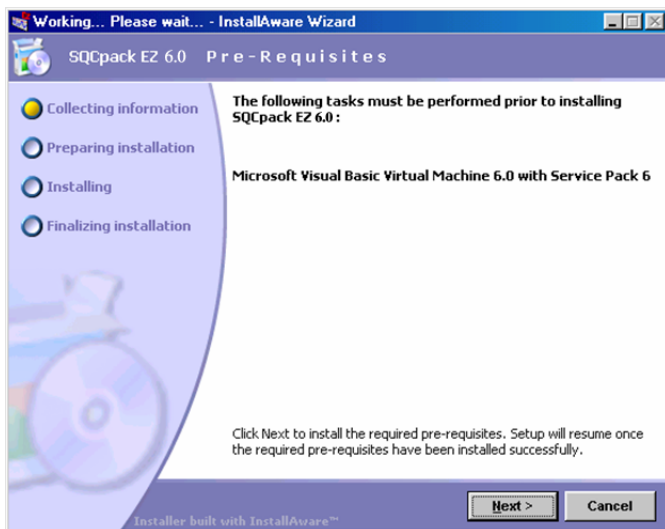 Working... Please wait... - InstallAware Wizard
SQCpack EZ 6.0 Pre-Requisites
Collecting information
Preparing installation
Installing
Finalizing installation
The following tasks must be performed prior to installing
SQCpack EZ 6.0 :
Microsoft Visual Basic Virtual Machine 6.0 with Service Pack 6
Click Next to install the required pre-requisites. Setup will resume once
the required pre-requisites have been installed successfully.
Installer built with InstallAware™
Next >
Cancel